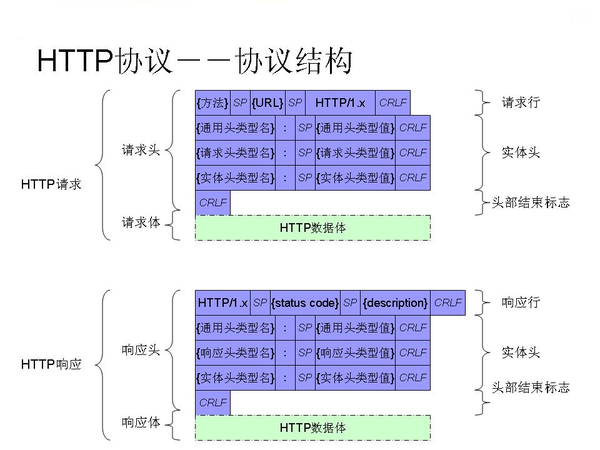 HTTP协议－－协议结构
{方法} SP {URL} SP HTTP/1.x CRLF 请求行
{通用头类型名} : SP {通用头类型值} CRLF
请求头 {请求头类型名} : SP {请求头类型值} CRLF 实体头
{实体头类型名} : SP {实体头类型值} CRLF
HTTP请求
CRLF 头部结束标志
请求体 HTTP数据体
HTTP/1.x SP {status code} SP {description} CRLF 响应行
{通用头类型名} : SP {通用头类型值} CRLF
响应头 {响应头类型名} : SP {响应头类型值} CRLF 实体头
HTTP响应
{实体头类型名} : SP {实体头类型值} CRLF
CRLF 头部结束标志
响应体 HTTP数据体